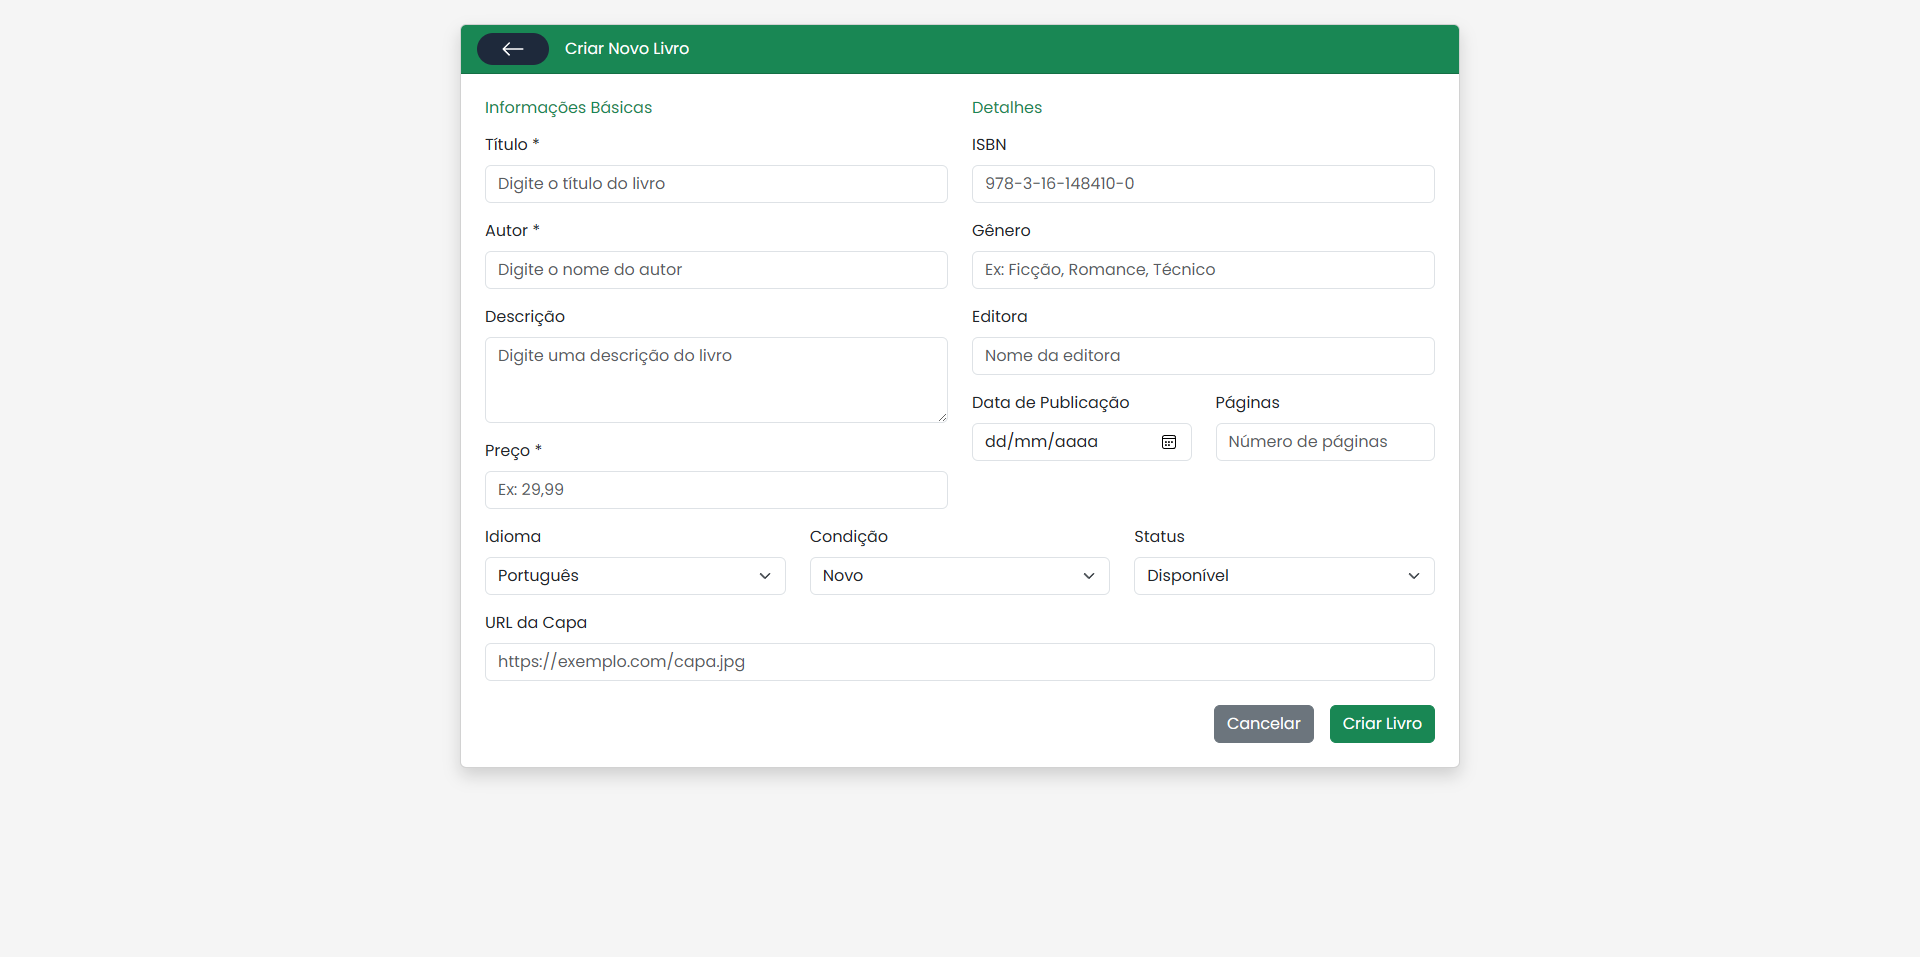 Criar Novo Livro
Informações Básicas
Título *
Digite o título do livro
Autor *
Digite o nome do autor
Descrição
Digite uma descrição do livro
Preço *
Ex: 29,99
Detalhes
ISBN
978-3-16-148410-0
Gênero
Ex: Ficção, Romance, Técnico
Editora
Nome da editora
Data de Publicação
dd/mm/aaaa
Páginas
Número de páginas
Idioma
Português
Condição
Novo
Status
Disponível
URL da Capa
https://exemplo.com/capa.jpg
Cancelar
Criar Livro